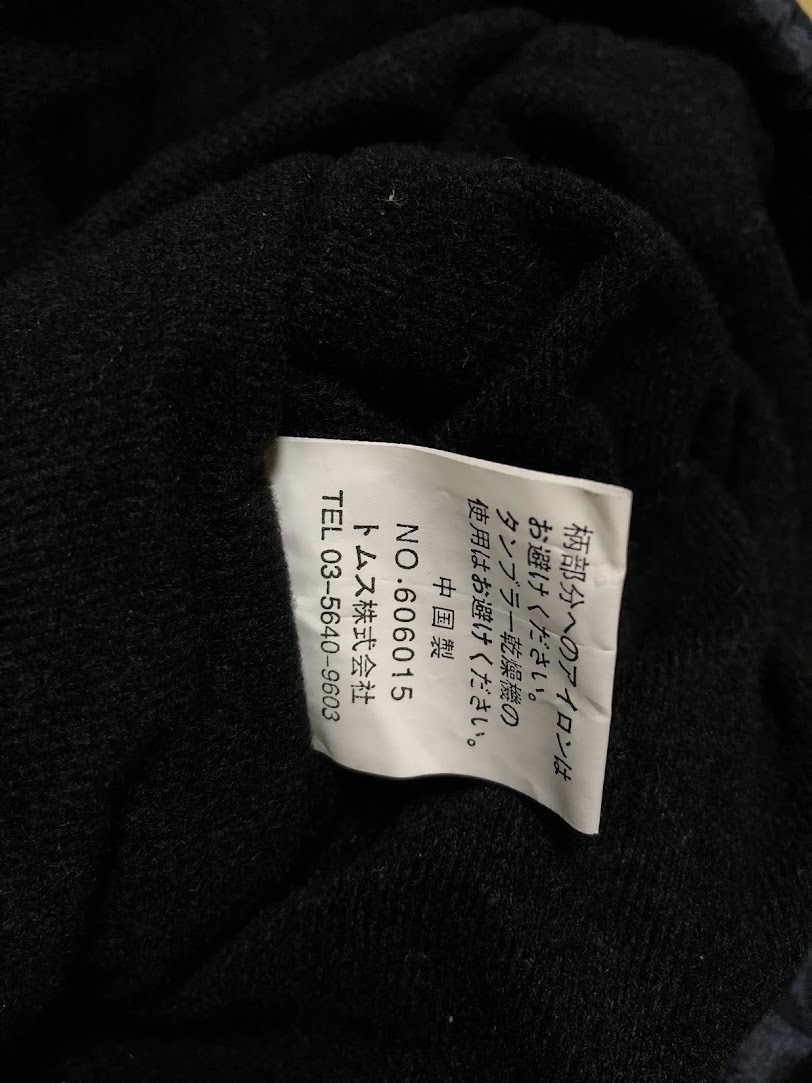 柄部分へのアイロンは
お避けください。
タンブラー乾燥機の
使用はお避けください。
中国製
NO.606015
トムス株式会社
TEL 03-5640-9603